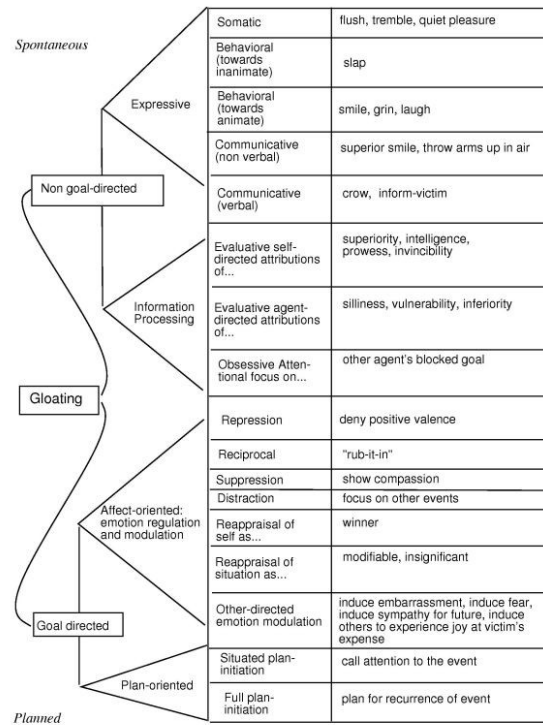 Spontaneous
Somatic
flush, tremble, quiet pleasure
Behavioral
(towards
inanimate)
slap
Expressive
Behavioral
(towards
animate)
smile, grin, laugh
Communicative
(non verbal)
superior smile, throw arms up in air
Non goal-directed
Communicative
(verbal)
crow, inform-victim
Information
Processing
Evaluative self-
directed attributions
of...
superiority, intelligence,
prowess, invincibility
Evaluative agent-
directed attributions
of...
silliness, vulnerability, inferiority
Obsessive Atten-
tional focus on...
other agent's blocked goal
Gloating
Repression
deny positive valence
Reciprocal
"rub-it-in"
Suppression
show compassion
Distraction
focus on other events
Affect-oriented:
emotion regulation
and modulation
Reappraisal of
self as...
winner
Reappraisal of
situation as...
modifiable, insignificant
Goal directed
Other-directed
emotion modulation
induce embarrassment, induce fear,
induce sympathy for future, induce
others to experience joy at victim's
expense
Plan-oriented
Situated plan-
initiation
call attention to the event
Full plan-
initiation
plan for recurrence of event
Planned